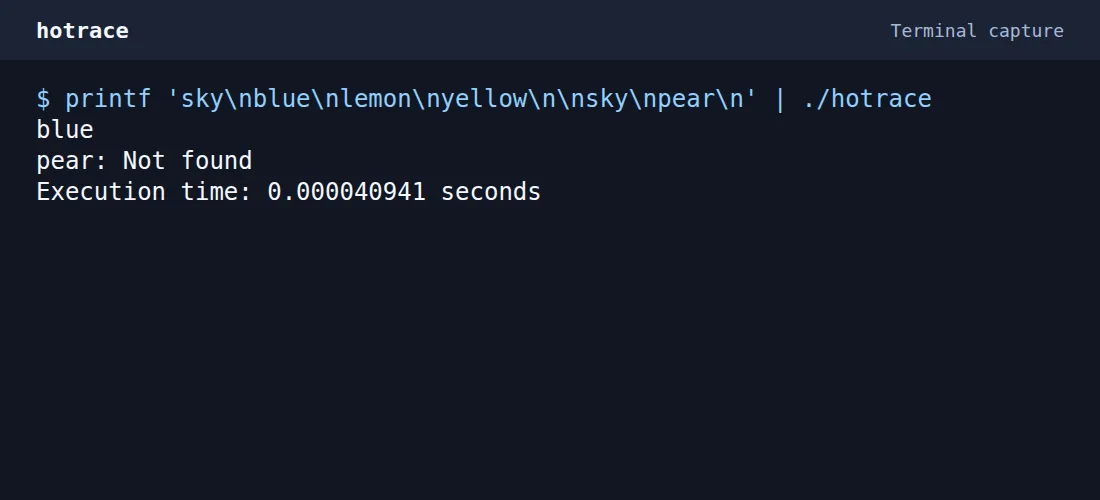 hotrace
Terminal capture
$ printf 'sky\nblue\nlemon\nyellow\n\nsky\npear\n' | ./hotrace
blue
pear: Not found
Execution time: 0.000040941 seconds